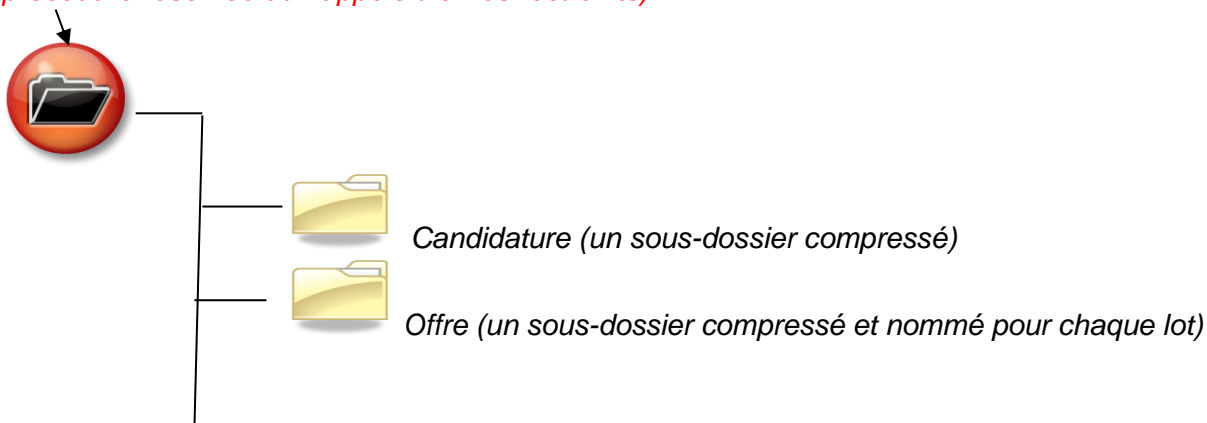 Candidature (un sous-dossier compressé)
Offre (un sous-dossier compressé et nommé pour chaque lot)